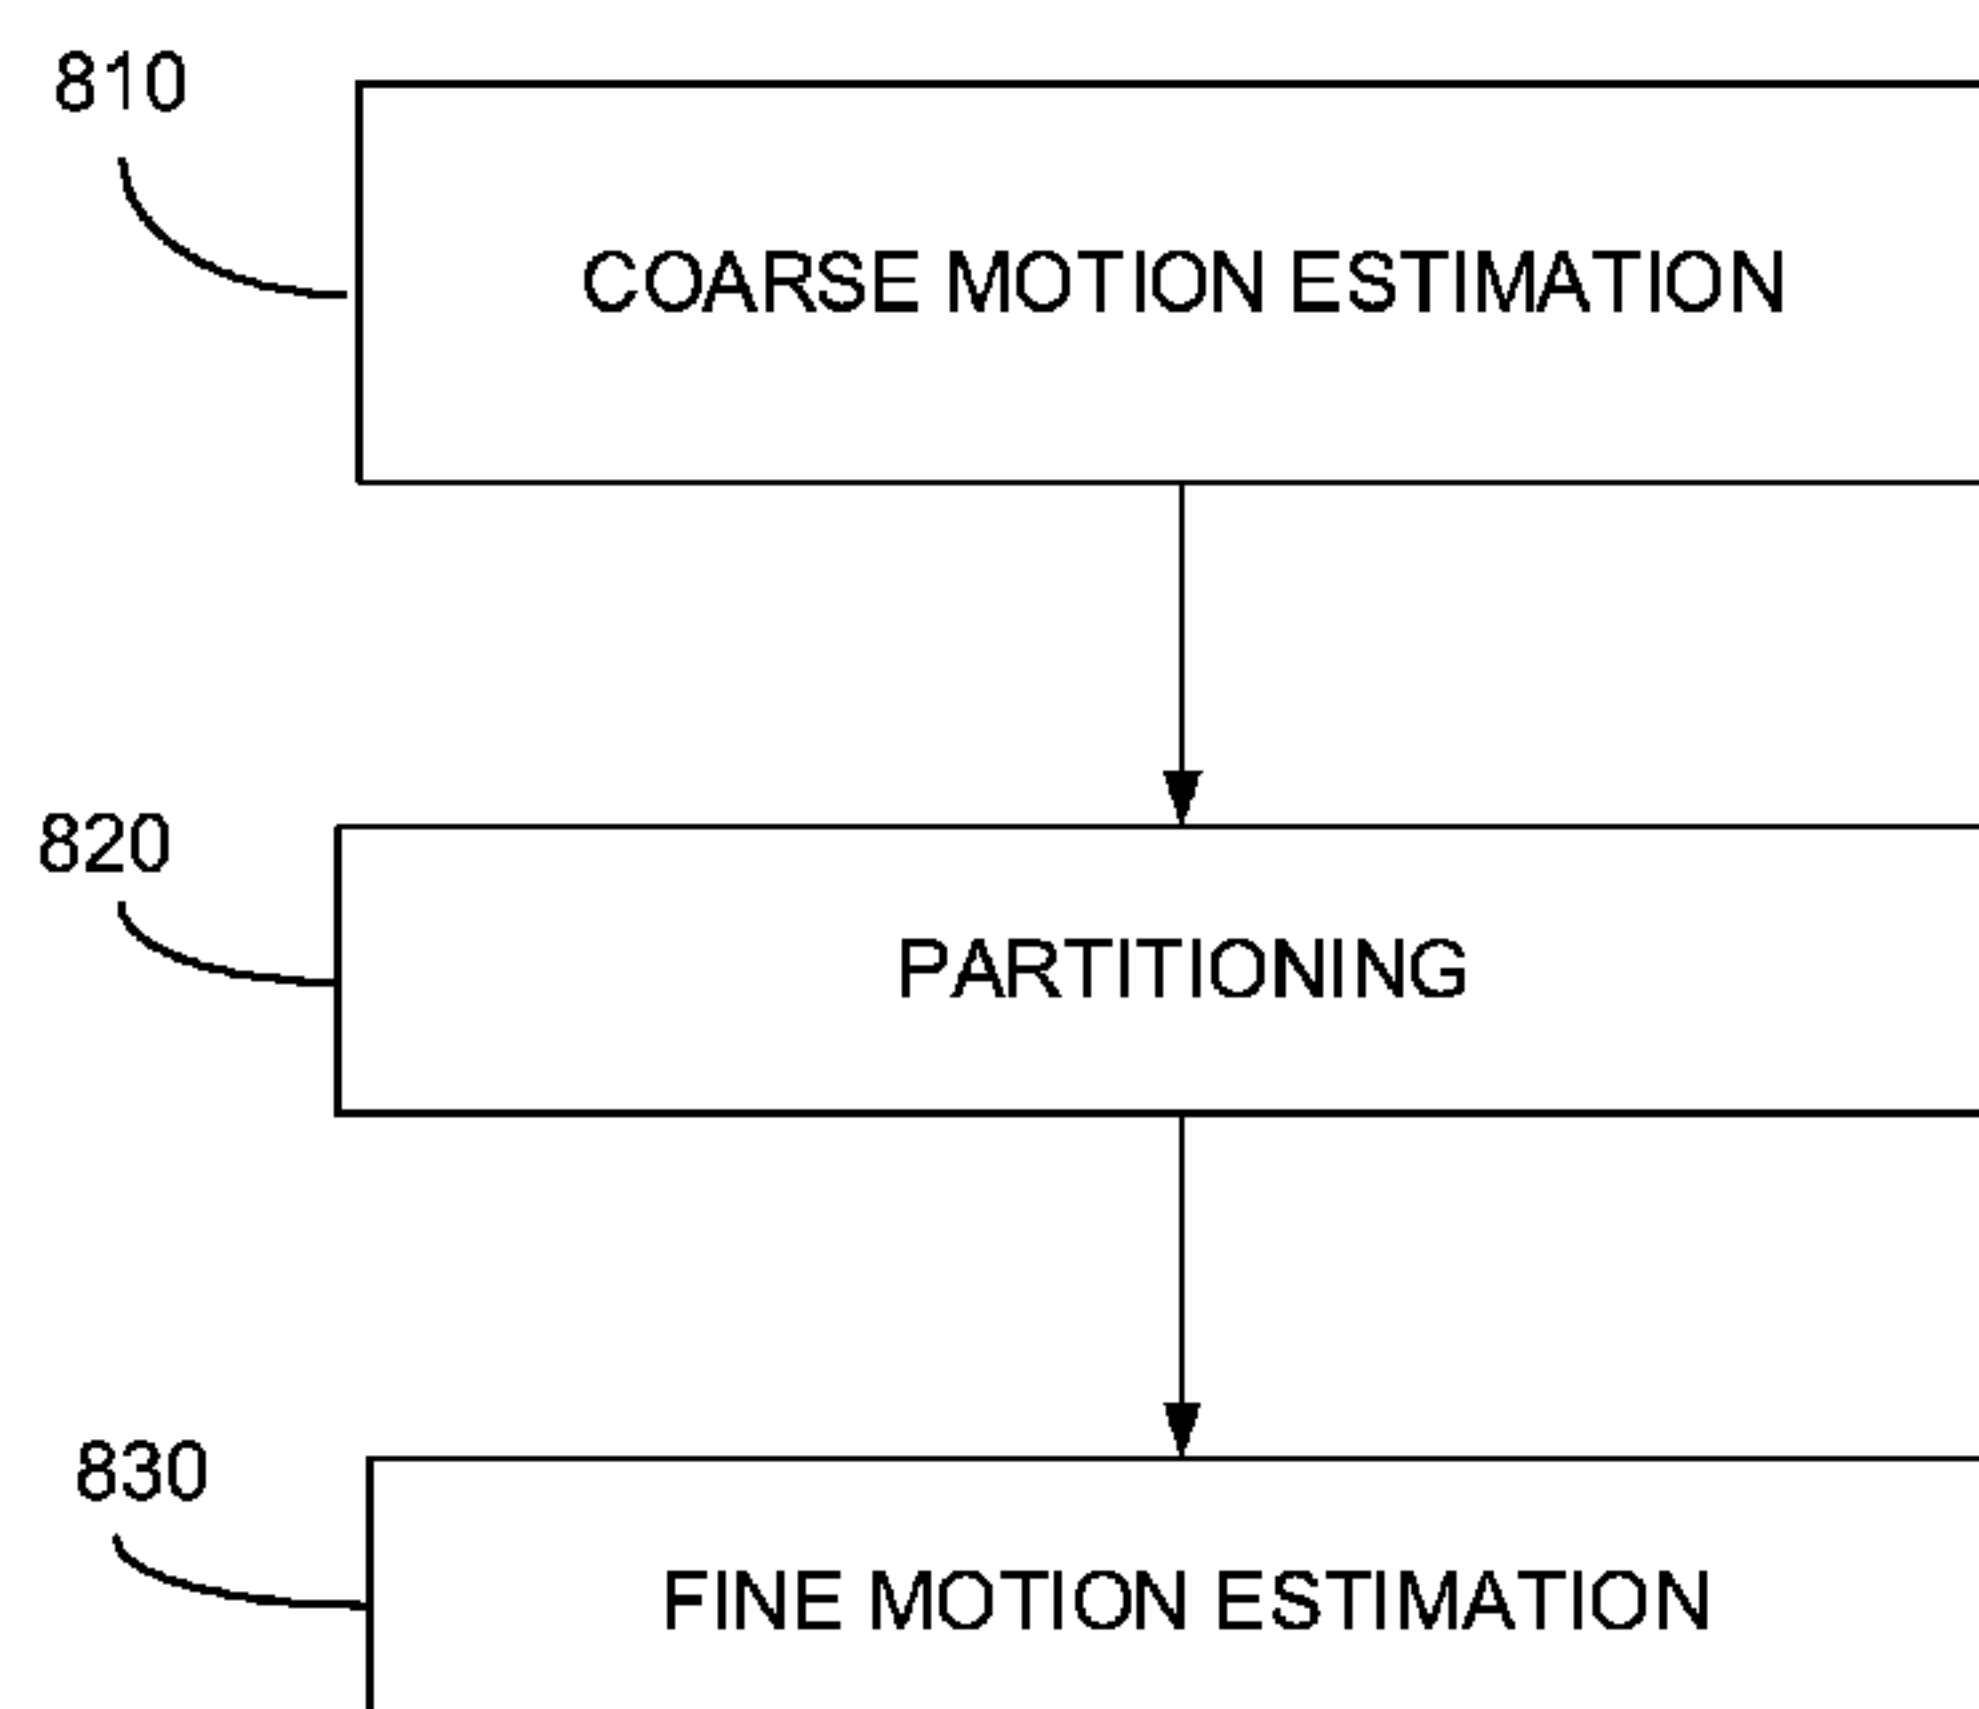 810
COARSE MOTION ESTIMATION
820
PARTITIONING
830
FINE MOTION ESTIMATION